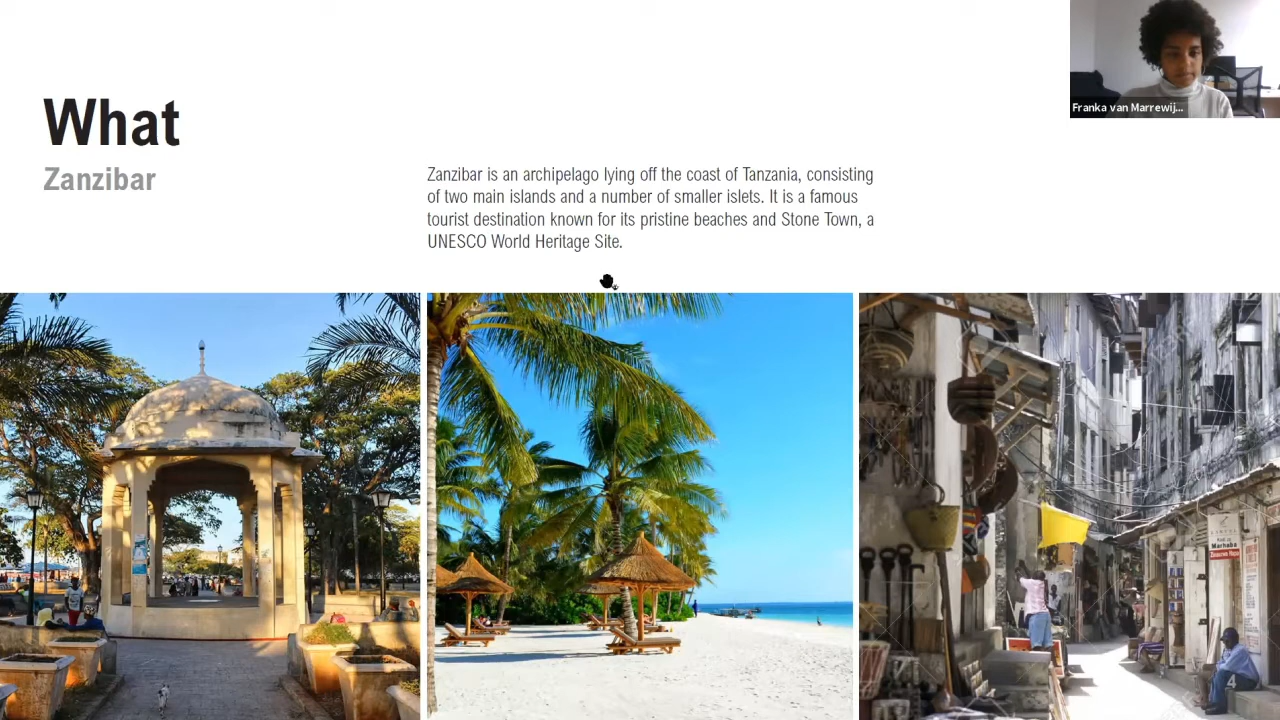 What
Zanzibar
Franka van Marrewij...
Zanzibar is an archipelago lying off the coast of Tanzania, consisting
of two main islands and a number of smaller islets. It is a famous
tourist destination known for its pristine beaches and Stone Town, a
UNESCO World Heritage Site.
Marhaba
4